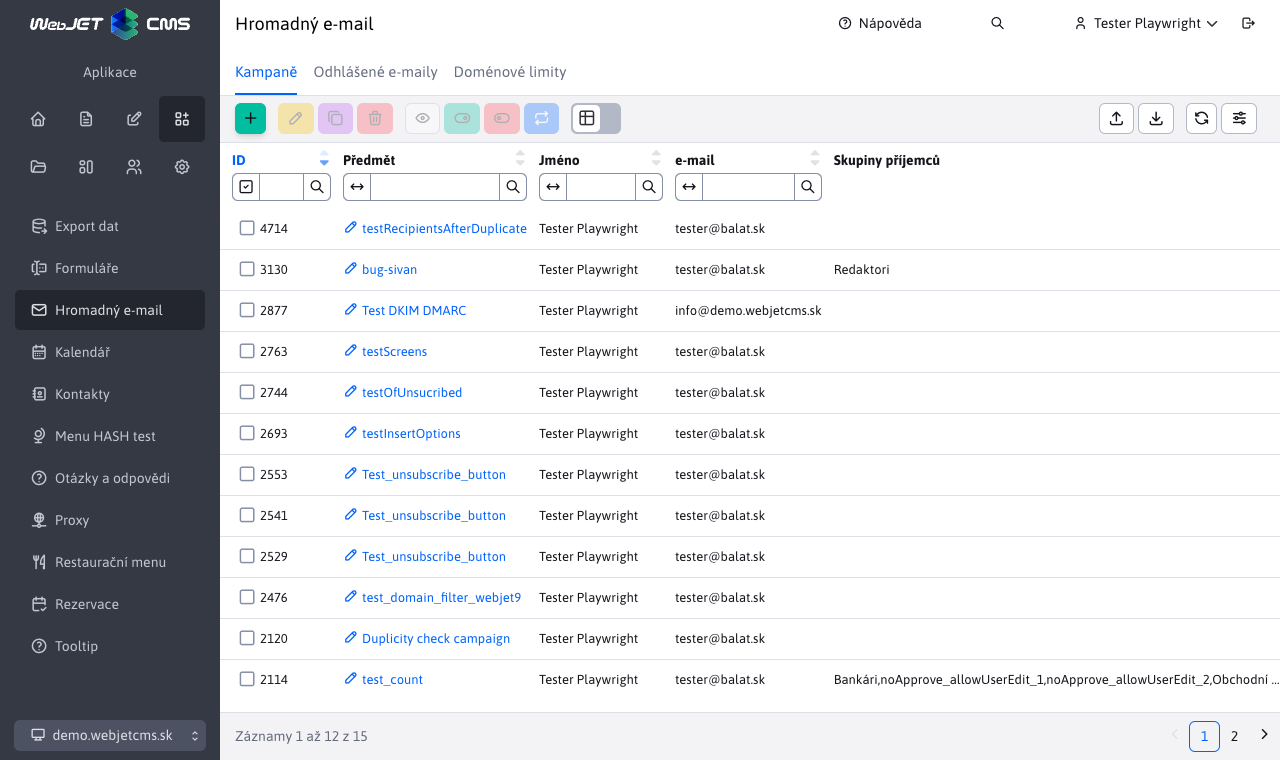 WebJET CMS
Aplikace
Export dat
Formuláře
Hromadný e-mail
Kalendář
Kontakty
Menu HASH test
Otázky a odpovědi
Proxy
Restaurační menu
Rezervace
Tooltip
demo.webjetcms.sk
Hromadný e-mail
Nápověda
Tester Playwright
Kampaně Odhlášené e-maily Doménové limity
ID Předmět Jméno e-mail Skupiny příjemců
4714 testRecipientsAfterDuplicate Tester Playwright tester@balat.sk
3130 bug-sivan Tester Playwright tester@balat.sk Redaktori
2877 Test DKIM DMARC Tester Playwright info@demo.webjetcms.sk
2763 testScreens Tester Playwright tester@balat.sk
2744 testOfUnsucribed Tester Playwright tester@balat.sk
2693 testInsertOptions Tester Playwright tester@balat.sk
2553 Test_unsubscribe_button Tester Playwright tester@balat.sk
2541 Test_unsubscribe_button Tester Playwright tester@balat.sk
2529 Test_unsubscribe_button Tester Playwright tester@balat.sk
2476 test_domain_filter_webjet9 Tester Playwright tester@balat.sk
2120 Duplicity check campaign Tester Playwright tester@balat.sk
2114 test_count Tester Playwright tester@balat.sk Bankári,noApprove_allowUserEdit_1,noApprove_allowUserEdit_2,Obchodní ...
Záznamy 1 až 12 z 15
1 2